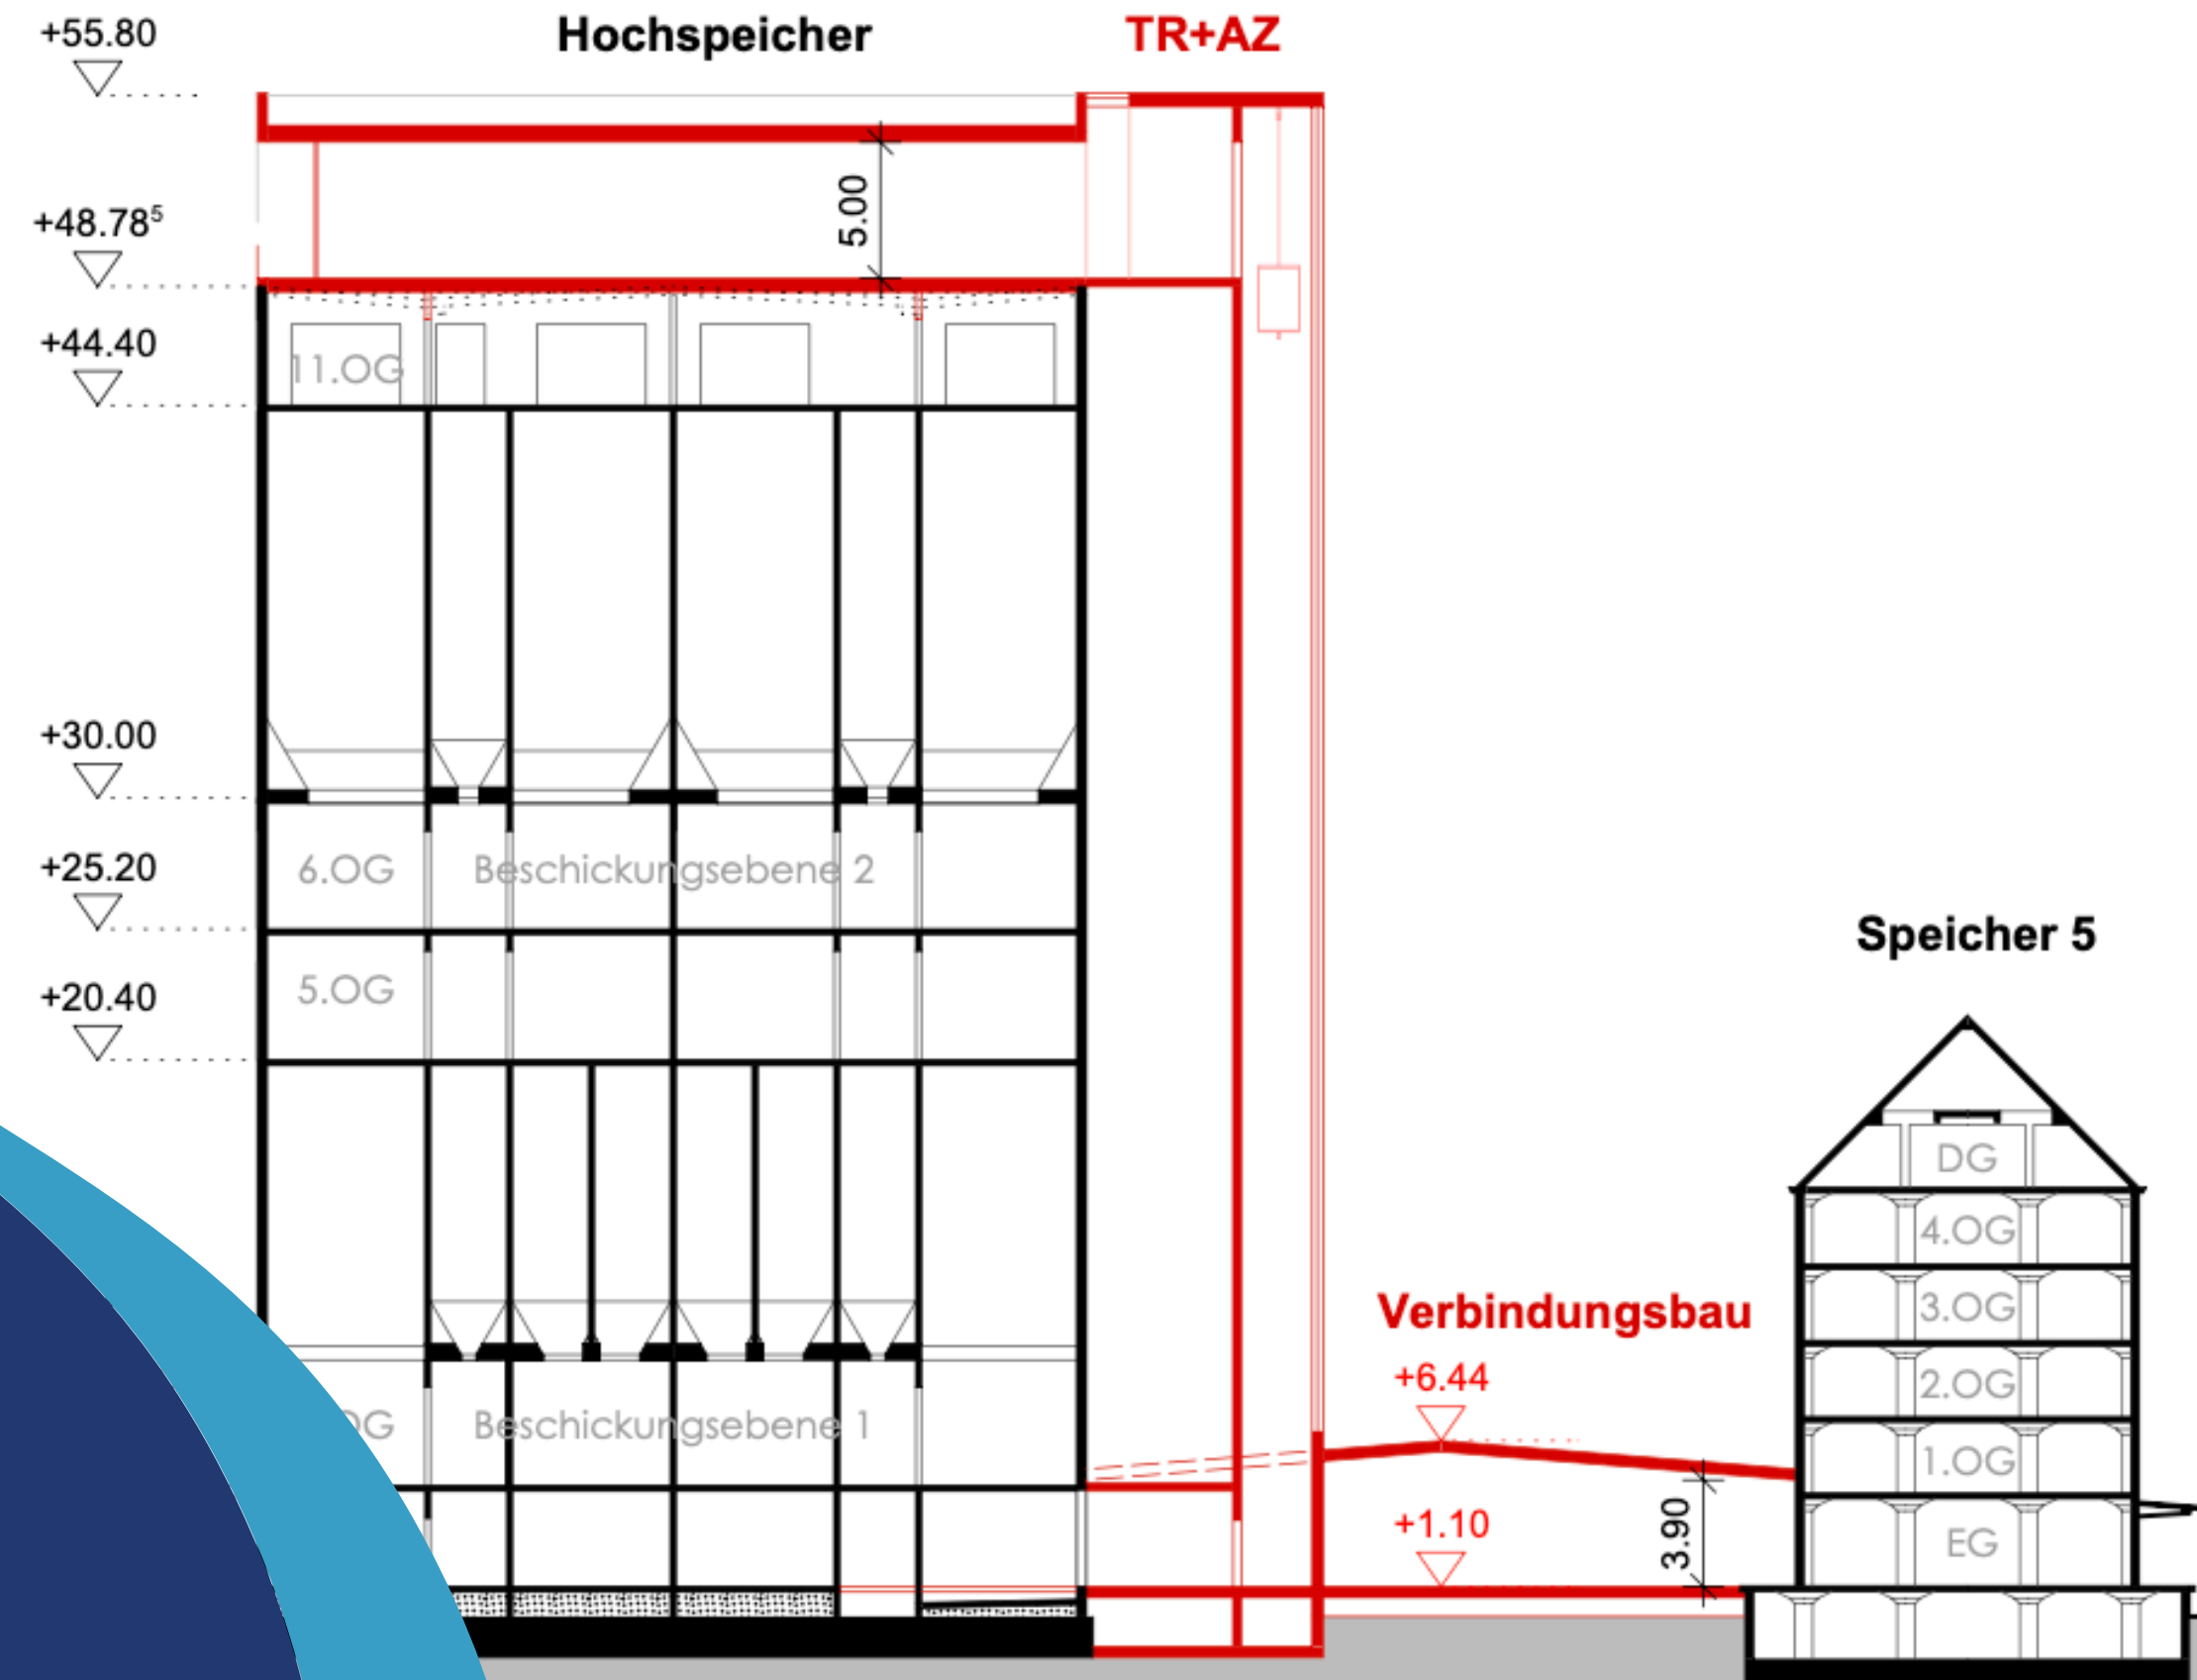 Hochspeicher
TR+AZ
+55.80
+48.78⁵
+44.40
+30.00
+25.20
+20.40
5.00
11.OG
6.OG Beschickungsebene 2
5.OG
OG Beschickungsebene 1
Verbindungsbau
+6.44
+1.10
3.90
Speicher 5
DG
4.OG
3.OG
2.OG
1.OG
EG